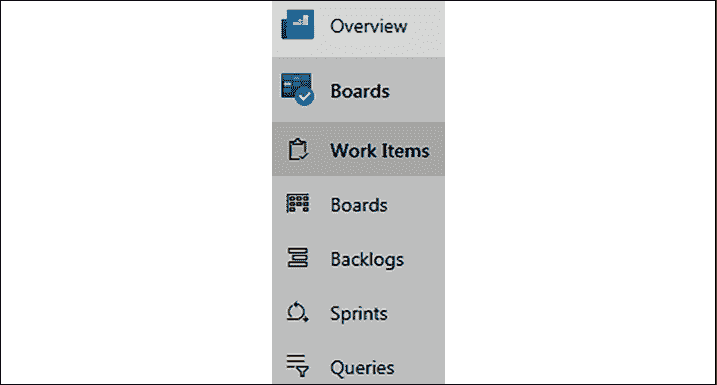 Overview
Boards
Work Items
Boards
Backlogs
Sprints
Queries